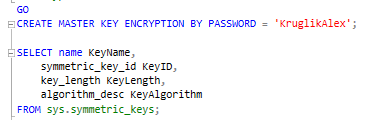 GO
CREATE MASTER KEY ENCRYPTION BY PASSWORD = 'KruglikAlex';
SELECT name KeyName,
symmetric_key_id KeyID,
key_length KeyLength,
algorithm_desc KeyAlgorithm
FROM sys.symmetric_keys;